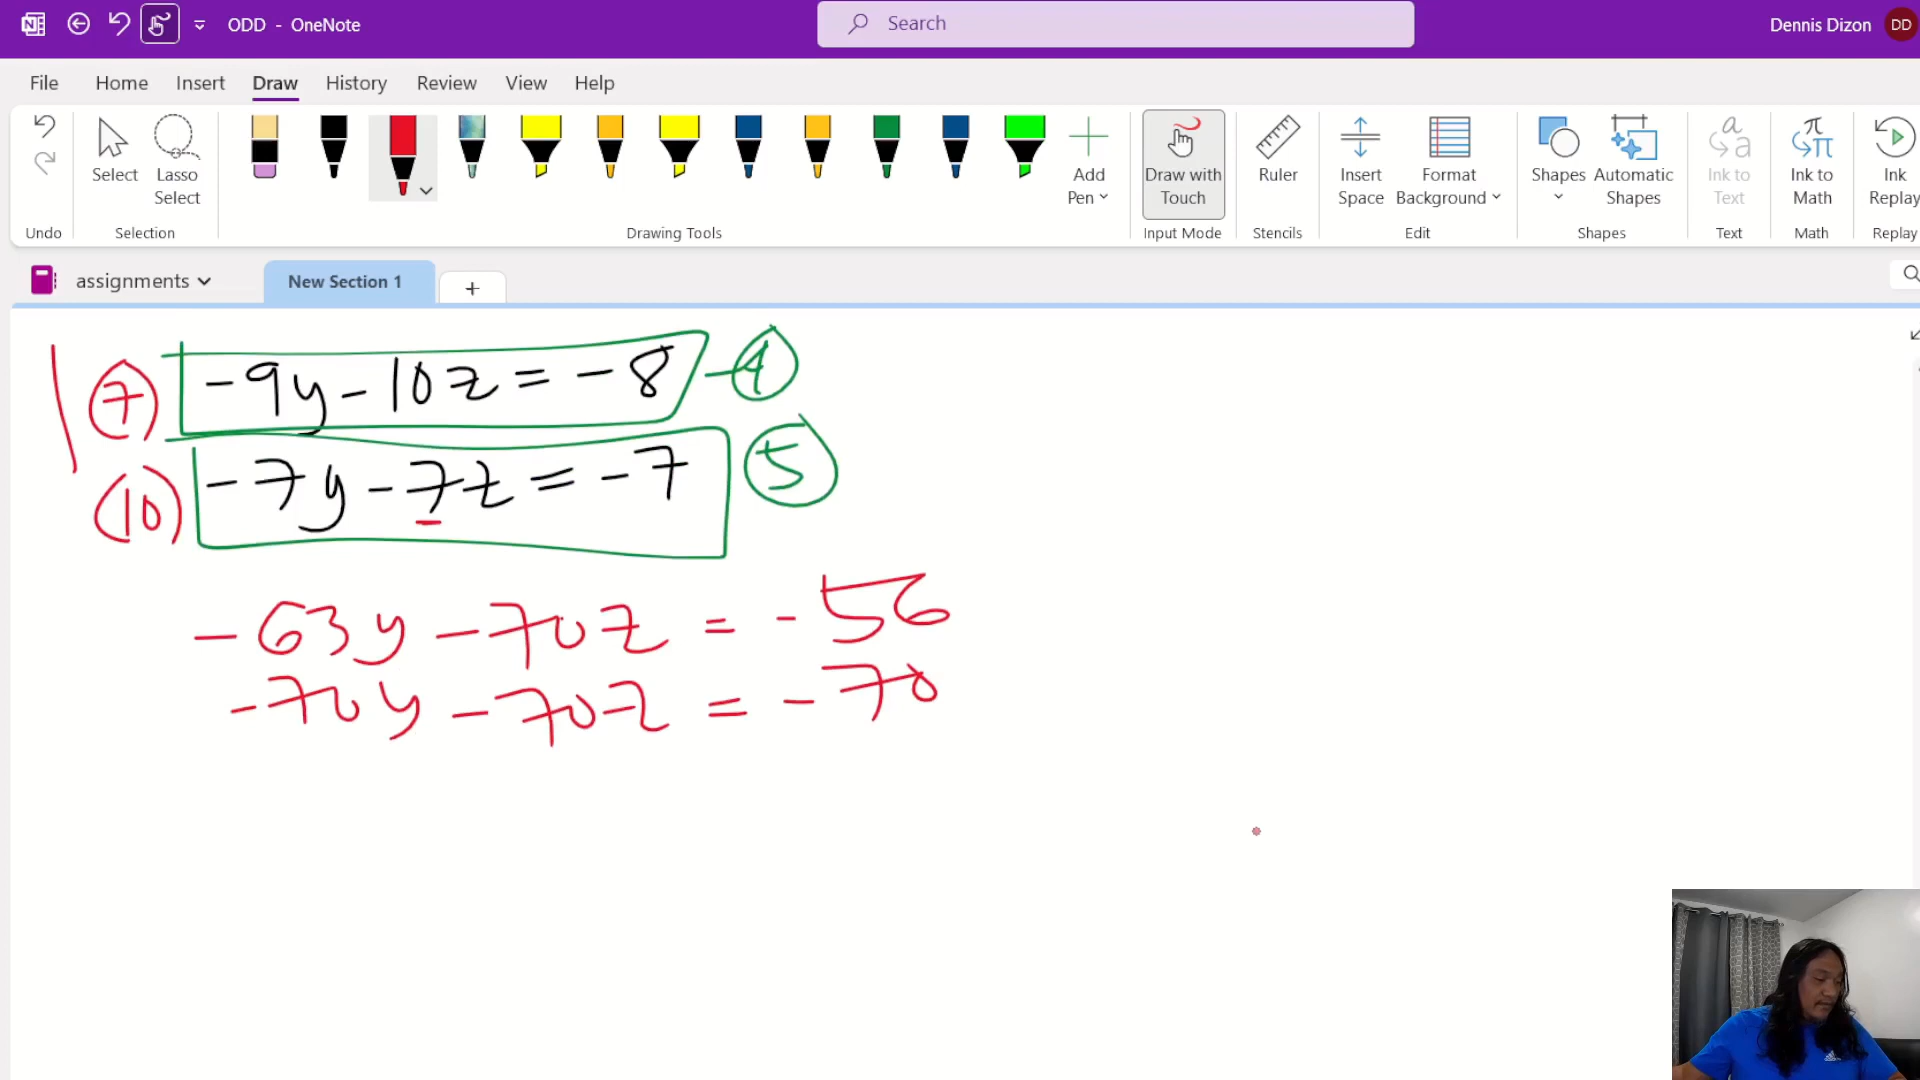 ODD - OneNote
Search
Dennis Dizon DD
File Home Insert Draw History Review View Help
Select
Lasso Select
Add Pen
Draw with Touch
Ruler
Insert Space
Format Background
Shapes
Automatic Shapes
Ink to Text
Ink to Math
Ink Replay
Undo Selection Drawing Tools Input Mode Stencils Edit Shapes Text Math Replay
assignments New Section 1 +
7 -9y-10z=-8 4
10 -7y-7z=-7 5
-63y-70z=-56
-70y-70z=-70